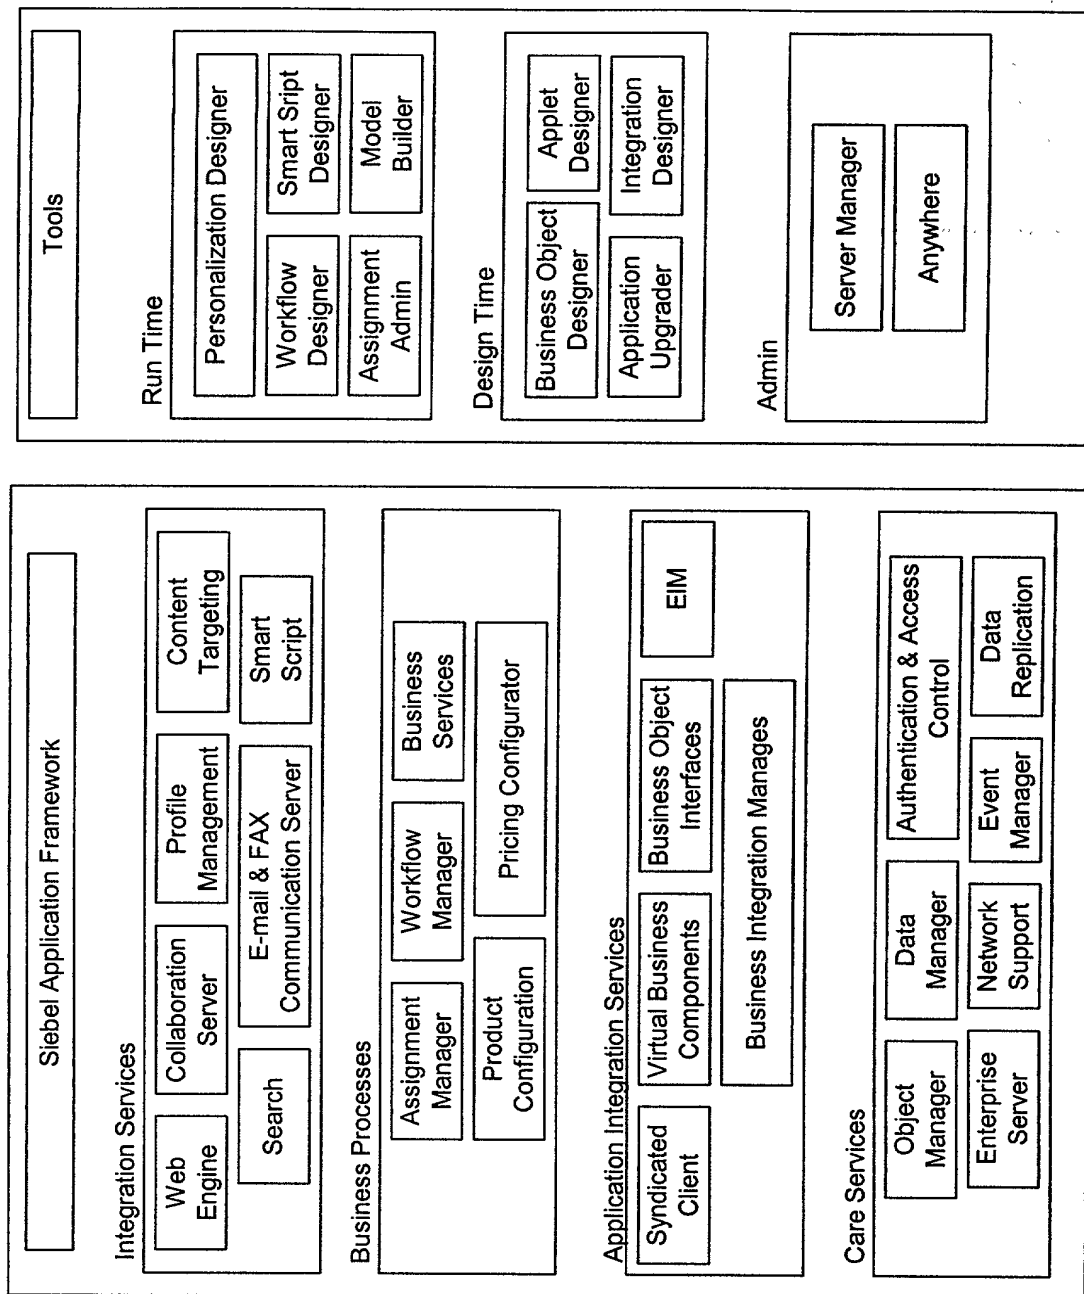 Siebel Application Framework
Integration Services
Web
Engine
Collaboration
Server
Profile
Management
Content
Targeting
Search
E-mail & FAX
Communication Server
Smart
Script
Business Processes
Assignment
Manager
Workflow
Manager
Business
Services
Product
Configuration
Pricing Configurator
Application Integration Services
Syndicated
Client
Virtual Business
Components
Business Object
Interfaces
EIM
Business Integration Manages
Care Services
Object
Manager
Data
Manager
Authentication & Access
Control
Enterprise
Server
Network
Support
Event
Manager
Data
Replication
Tools
Run Time
Personalization Designer
Workflow
Designer
Smart Sript
Designer
Assignment
Admin
Model
Builder
Design Time
Business Object
Designer
Applet
Designer
Application
Upgrader
Integration
Designer
Admin
Server Manager
Anywhere